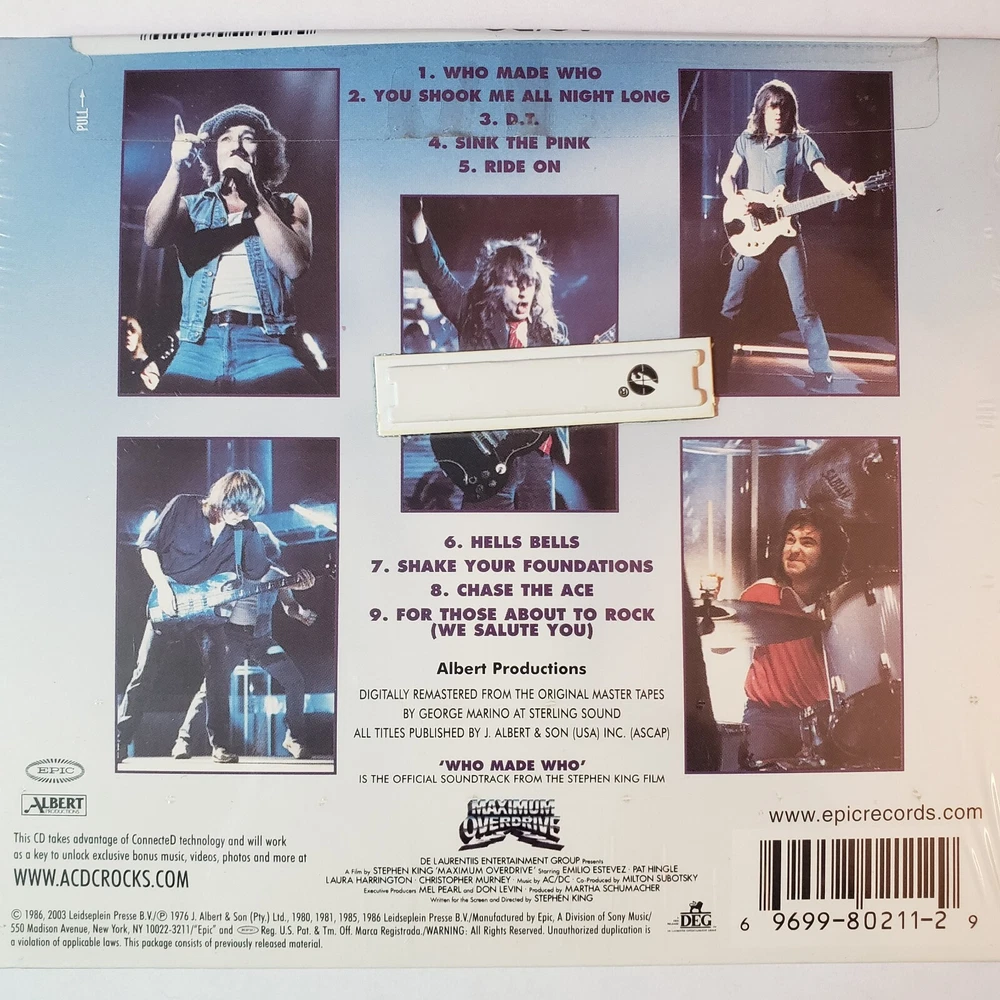 PULL →
1. WHO MADE WHO
2. YOU SHOOK ME ALL NIGHT LONG
3. D.T.
4. SINK THE PINK
5. RIDE ON
®
SABIAN
6. HELLS BELLS
7. SHAKE YOUR FOUNDATIONS
8. CHASE THE ACE
9. FOR THOSE ABOUT TO ROCK
(WE SALUTE YOU)
Albert Productions
DIGITALLY REMASTERED FROM THE ORIGINAL MASTER TAPES
BY GEORGE MARINO AT STERLING SOUND
ALL TITLES PUBLISHED BY J. ALBERT & SON (USA) INC. (ASCAP)
'WHO MADE WHO'
IS THE OFFICIAL SOUNDTRACK FROM THE STEPHEN KING FILM
MAXIMUM
OVERDRIVE
DE LAURENTIIS ENTERTAINMENT GROUP Presents
A Film by STEPHEN KING 'MAXIMUM OVERDRIVE' Starring EMILIO ESTEVEZ · PAT HINGLE
LAURA HARRINGTON · CHRISTOPHER MURNEY · Music by AC/DC · Co-Produced by MILTON SUBOTSKY
Executive Producers MEL PEARL and DON LEVIN · Produced by MARTHA SCHUMACHER
Written for the Screen and Directed by STEPHEN KING
DEG
EPIC
ALBERT
PRODUCTIONS
This CD takes advantage of ConnecteD technology and will work
as a key to unlock exclusive bonus music, videos, photos and more at
WWW.ACDCROCKS.COM
© 1986, 2003 Leidseplein Presse B.V./℗ 1976 J. Albert & Son (Pty.) Ltd., 1980, 1981, 1985, 1986 Leidseplein Presse B.V./Manufactured by Epic, A Division of Sony Music/
550 Madison Avenue, New York, NY 10022-3211/"Epic" and EPIC Reg. U.S. Pat. & Tm. Off. Marca Registrada./WARNING: All Rights Reserved. Unauthorized duplication is
a violation of applicable laws. This package consists of previously released material.
www.epicrecords.com
6 9699-80211-2 9